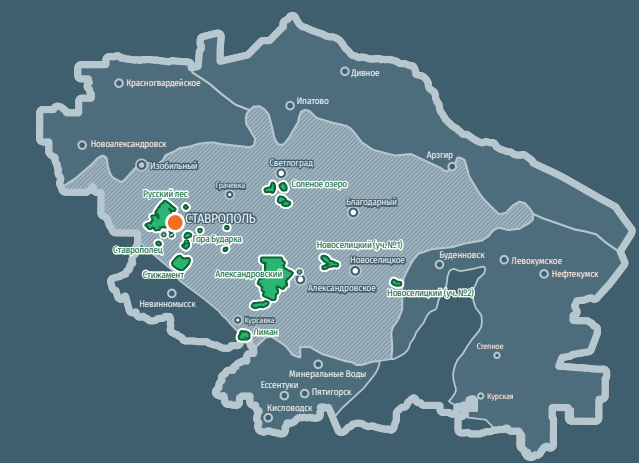 Дивное
Красногвардейское
Ипатово
Новоалександровск
Арзгир
Светлоград
Изобильный
Солёное озеро
Грачевка
Русский лес
Благодарный
СТАВРОПОЛЬ
Гора Бударка
Новоселицкий (уч.№1)
Ставрополец
Буденновск
Левокумское
Новоселицкое
Стижамент
Александровский
Нефтекумск
Александровское
Новоселицкий (уч.№2)
Невинномысск
Курсавка
Лиман
Степное
Минеральные Воды
Ессентуки
Пятигорск
Курская
Кисловодск